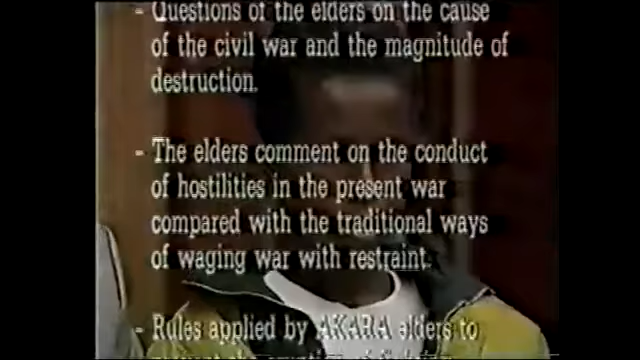 - Questions of the elders on the cause
of the civil war and the magnitude of
destruction.
- The elders comment on the conduct
of hostilities in the present war
compared with the traditional ways
of waging war with restraint.
- Rules applied by AKARA elders to